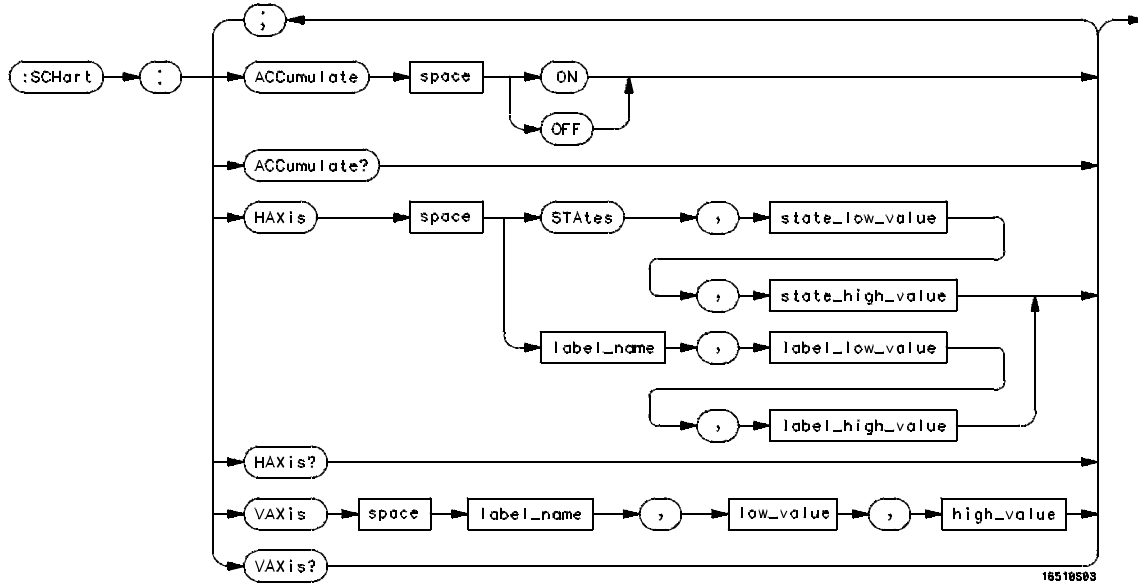 ;
:SCHart : ACCumulate space ON
OFF
ACCumulate?
HAXis space STAtes , state_low_value
, state_high_value
label_name , label_low_value
, label_high_value
HAXis?
VAXis space label_name , low_value , high_value
VAXis?
16510S03